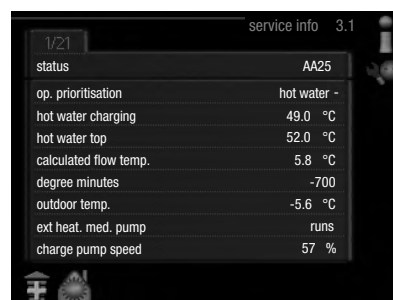 service info 3.1
1/21
status AA25
op. prioritisation hot water -
hot water charging 49.0 °C
hot water top 52.0 °C
calculated flow temp. 5.8 °C
degree minutes -700
outdoor temp. -5.6 °C
ext heat. med. pump runs
charge pump speed 57 %